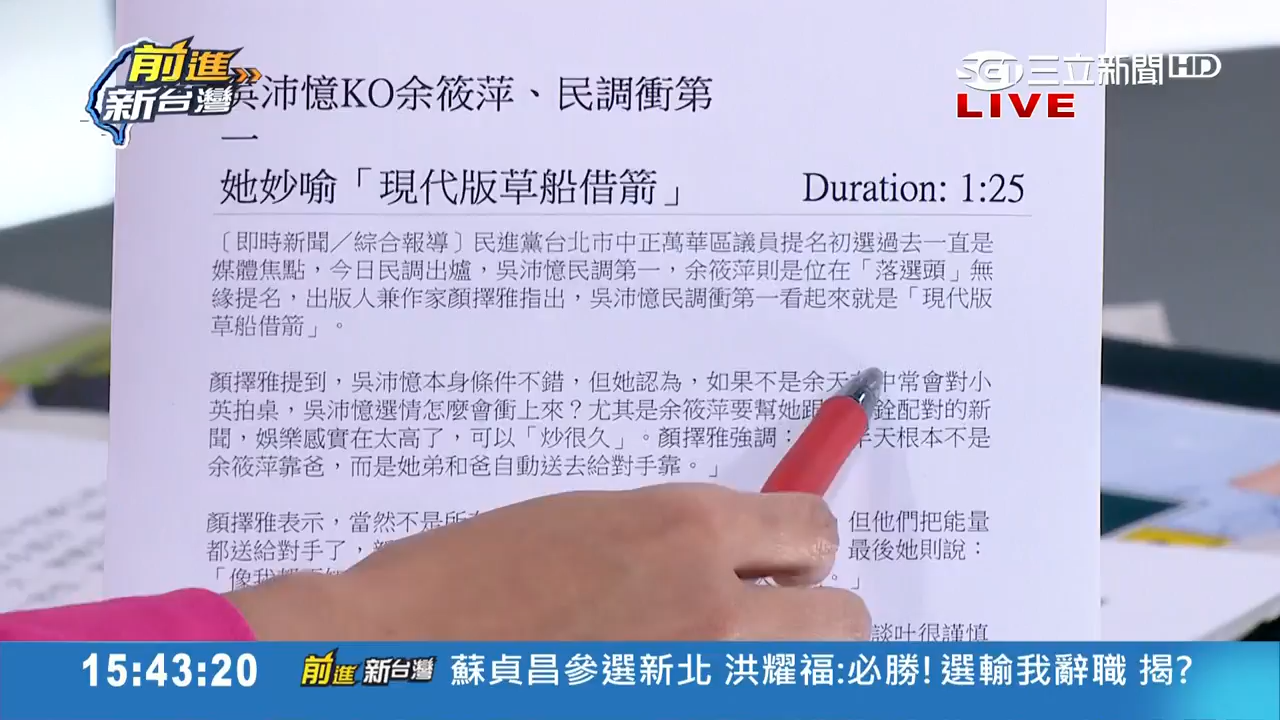 前進新台灣
SET三立新聞HD
LIVE
吳沛憶KO余筱萍、民調衝第
一
她妙喻「現代版草船借箭」 Duration: 1:25
〔即時新聞／綜合報導〕民進黨台北市中正萬華區議員提名初選過去一直是
媒體焦點，今日民調出爐，吳沛憶民調第一，余筱萍則是位在「落選頭」無
緣提名，出版人兼作家顏擇雅指出，吳沛憶民調衝第一看起來就是「現代版
草船借箭」。
顏擇雅提到，吳沛憶本身條件不錯，但她認為，如果不是余天在中常會對小
英拍桌，吳沛憶選情怎麼會衝上來？尤其是余筱萍要幫她跟 銓配對的新
聞，娛樂感實在太高了，可以「炒很久」。顏擇雅強調： 半天根本不是
余筱萍靠爸，而是她弟和爸自動送去給對手靠。」
顏擇雅表示，當然不是所 但他們把能量
都送給對手了， 最後她則說：
「像我 。」
談吐很謹慎
15:43:20 前進新台灣 蘇貞昌參選新北 洪耀福:必勝! 選輸我辭職 揭?